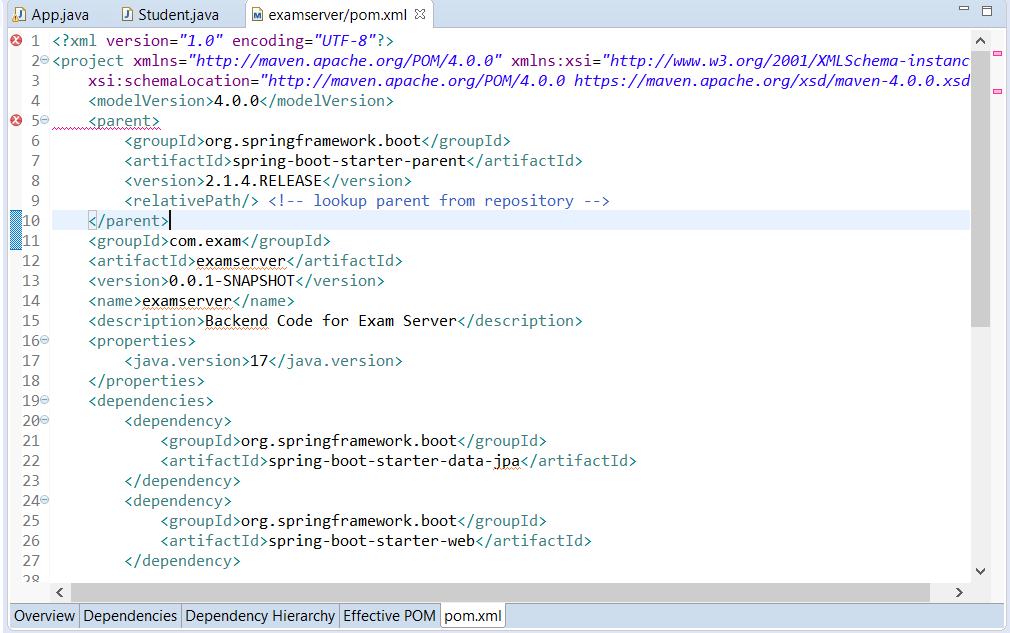 App.java Student.java examserver/pom.xml
1 <?xml version="1.0" encoding="UTF-8"?>
2 <project xmlns="http://maven.apache.org/POM/4.0.0" xmlns:xsi="http://www.w3.org/2001/XMLSchema-instanc
3 xsi:schemaLocation="http://maven.apache.org/POM/4.0.0 https://maven.apache.org/xsd/maven-4.0.0.xsd
4 <modelVersion>4.0.0</modelVersion>
5 <parent>
6 <groupId>org.springframework.boot</groupId>
7 <artifactId>spring-boot-starter-parent</artifactId>
8 <version>2.1.4.RELEASE</version>
9 <relativePath/> <!-- lookup parent from repository -->
10 </parent>
11 <groupId>com.exam</groupId>
12 <artifactId>examserver</artifactId>
13 <version>0.0.1-SNAPSHOT</version>
14 <name>examserver</name>
15 <description>Backend Code for Exam Server</description>
16 <properties>
17 <java.version>17</java.version>
18 </properties>
19 <dependencies>
20 <dependency>
21 <groupId>org.springframework.boot</groupId>
22 <artifactId>spring-boot-starter-data-jpa</artifactId>
23 </dependency>
24 <dependency>
25 <groupId>org.springframework.boot</groupId>
26 <artifactId>spring-boot-starter-web</artifactId>
27 </dependency>
28
Overview Dependencies Dependency Hierarchy Effective POM pom.xml